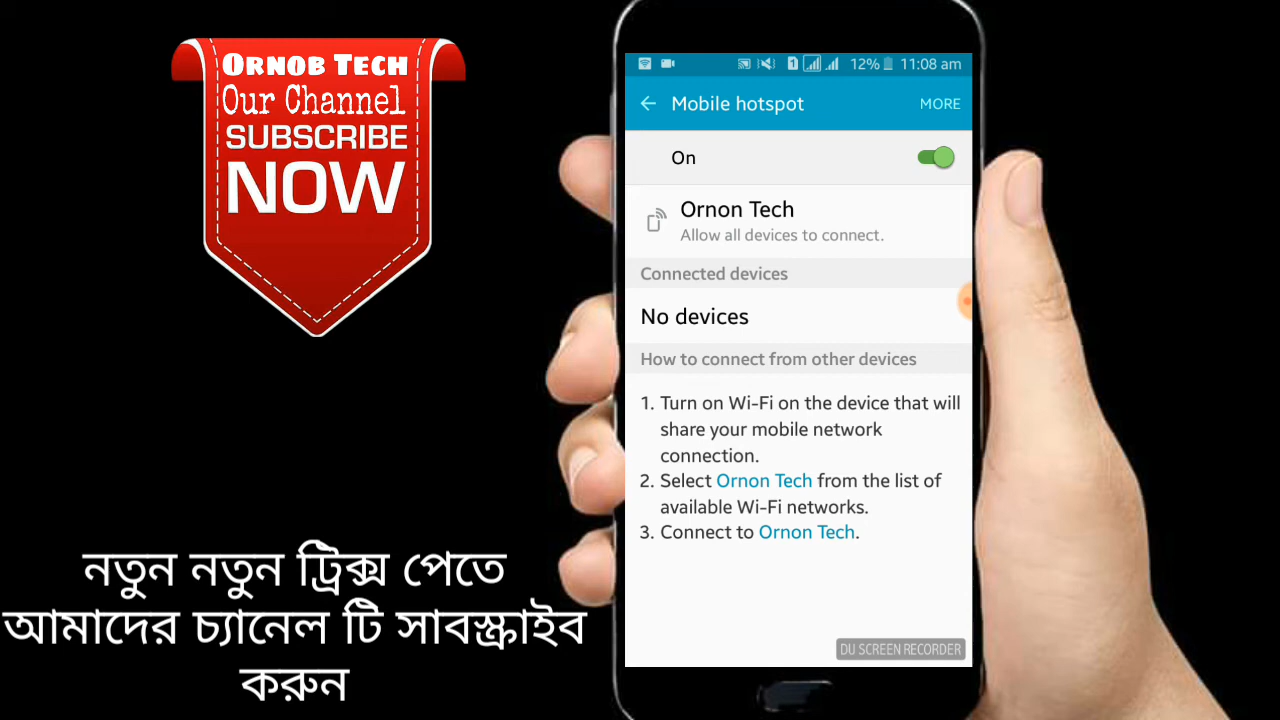 ORNOB TECH
Our Channel
SUBSCRIBE
NOW
নতুন নতুন ট্রিক্স পেতে
আমাদের চ্যানেল টি সাবস্ক্রাইব
করুন
1 12% 11:08 am
Mobile hotspot MORE
On
Ornon Tech
Allow all devices to connect.
Connected devices
No devices
How to connect from other devices
1. Turn on Wi-Fi on the device that will
share your mobile network
connection.
2. Select Ornon Tech from the list of
available Wi-Fi networks.
3. Connect to Ornon Tech.
DU SCREEN RECORDER